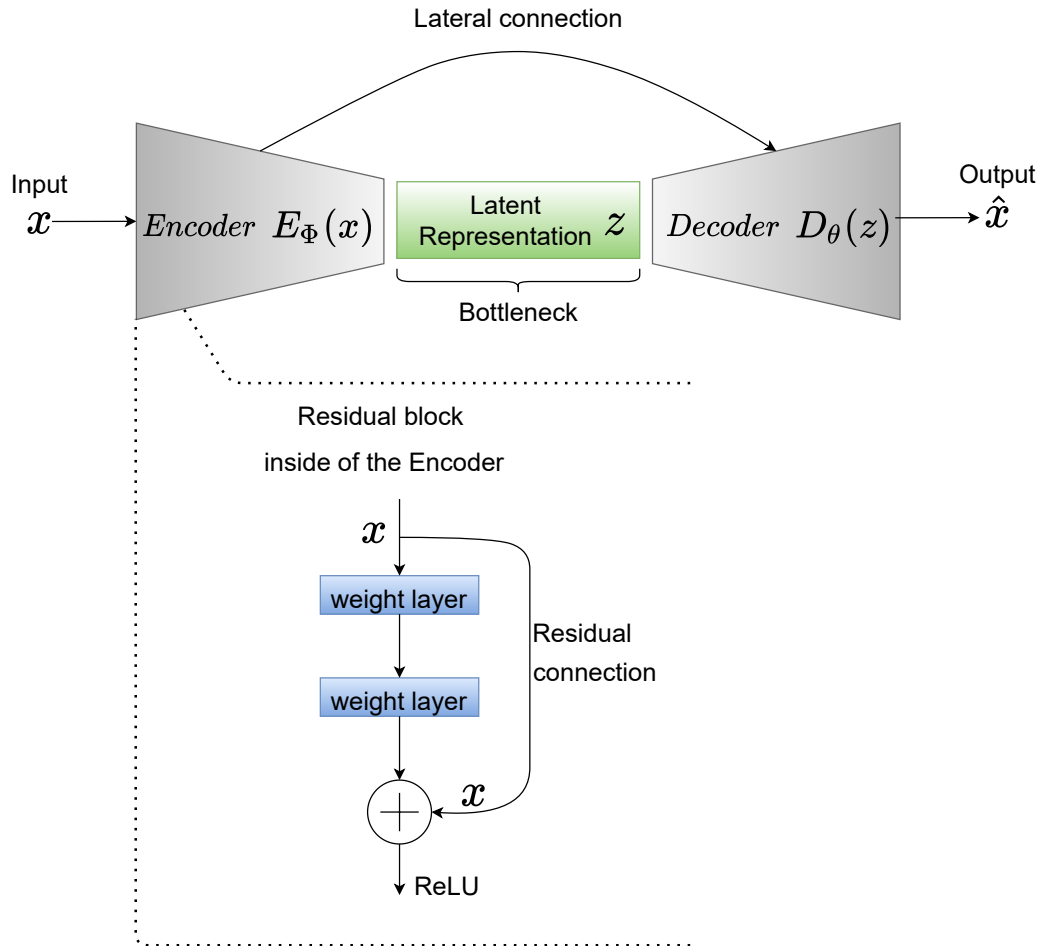 Lateral connection
Input
x
Encoder E_Φ(x)
Latent
Representation z
Decoder D_θ(z)
Output
x̂
Bottleneck
Residual block
inside of the Encoder
x
weight layer
Residual
connection
weight layer
x
ReLU